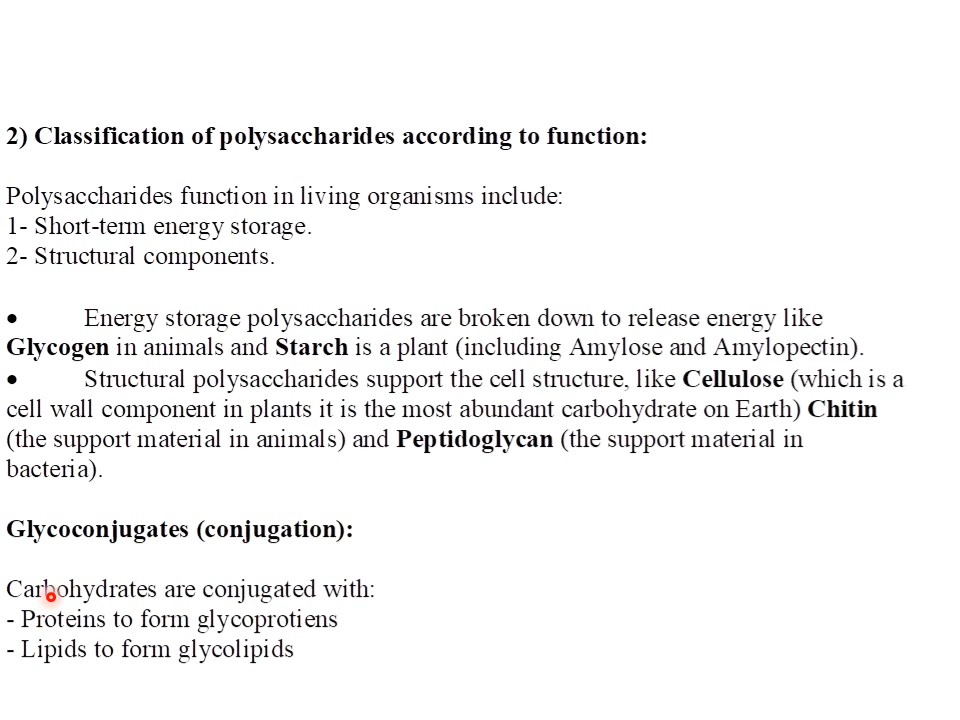 2) Classification of polysaccharides according to function:
Polysaccharides function in living organisms include:
1- Short-term energy storage.
2- Structural components.
• Energy storage polysaccharides are broken down to release energy like
Glycogen in animals and Starch is a plant (including Amylose and Amylopectin).
• Structural polysaccharides support the cell structure, like Cellulose (which is a
cell wall component in plants it is the most abundant carbohydrate on Earth) Chitin
(the support material in animals) and Peptidoglycan (the support material in
bacteria).
Glycoconjugates (conjugation):
Carbohydrates are conjugated with:
- Proteins to form glycoprotiens
- Lipids to form glycolipids